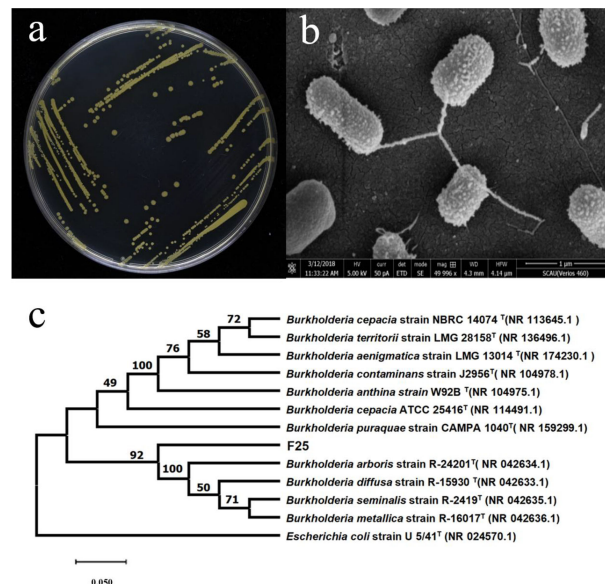 a
b
3/12/2018 HV curr det mode mag WD HFW 1 µm
11:33:22 AM 5.00 kV 50 pA ETD SE 49 996 x 4.3 mm 4.14 µm SCAU(Verios 460)
c
72
58
76
100
49
92
100
50
71
Burkholderia cepacia strain NBRC 14074 ᵀ(NR 113645.1 )
Burkholderia territorii strain LMG 28158ᵀ(NR 136496.1)
Burkholderia aenigmatica strain LMG 13014 ᵀ(NR 174230.1 )
Burkholderia contaminans strain J2956ᵀ( NR 104978.1)
Burkholderia anthina strain W92B ᵀ(NR 104975.1)
Burkholderia cepacia ATCC 25416ᵀ (NR 114491.1)
Burkholderia puraquae strain CAMPA 1040ᵀ( NR 159299.1)
F25
Burkholderia arboris strain R-24201ᵀ( NR 042634.1)
Burkholderia diffusa strain R-15930 ᵀ(NR 042633.1)
Burkholderia seminalis strain R-2419ᵀ( NR 042635.1)
Burkholderia metallica strain R-16017ᵀ( NR 042636.1)
Escherichia coli strain U 5/41ᵀ (NR 024570.1)
0.050